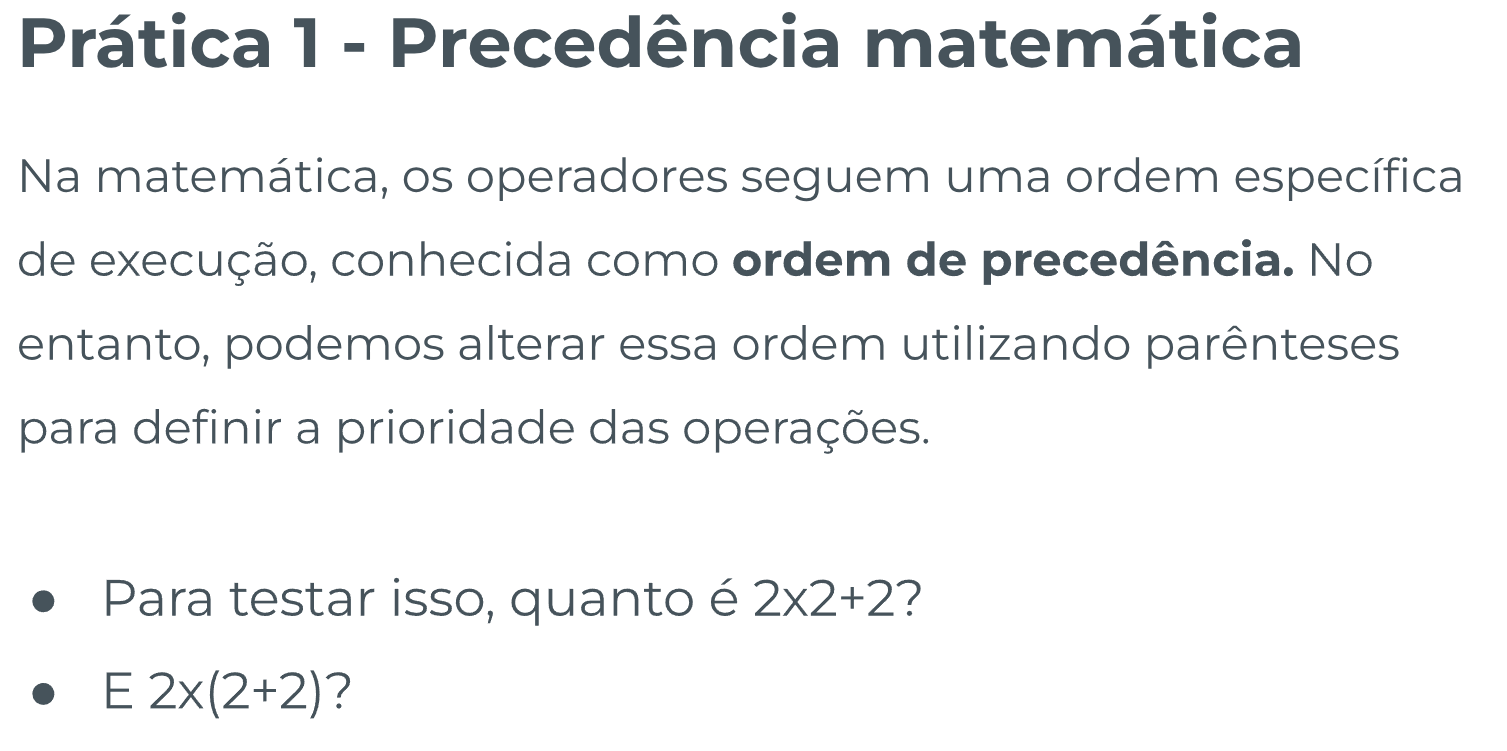 Prática 1 - Precedência matemática
Na matemática, os operadores seguem uma ordem específica
de execução, conhecida como ordem de precedência. No
entanto, podemos alterar essa ordem utilizando parênteses
para definir a prioridade das operações.
● Para testar isso, quanto é 2x2+2?
● E 2x(2+2)?